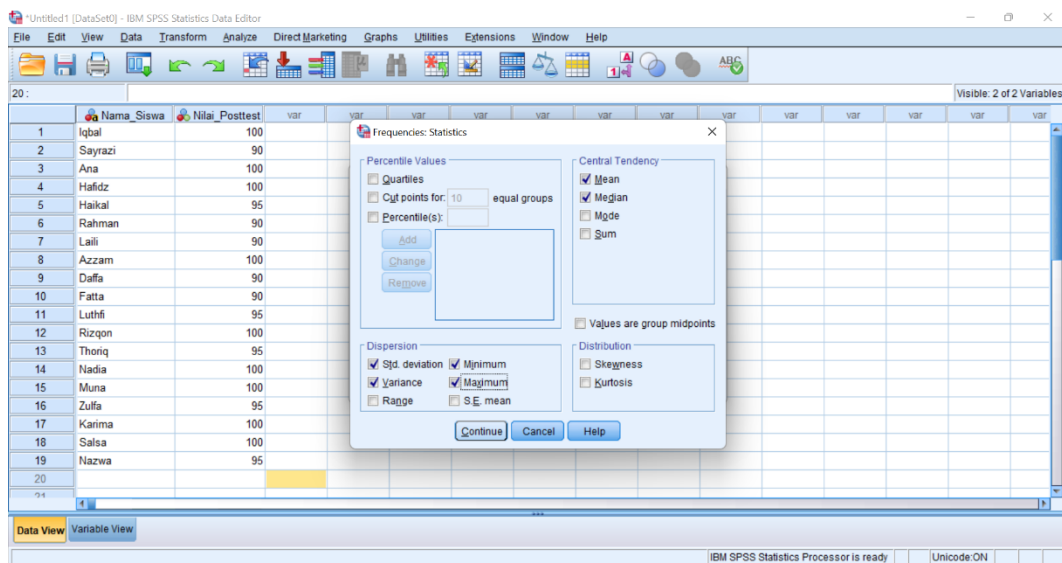 *Untitled1 [DataSet0] - IBM SPSS Statistics Data Editor
File Edit View Data Transform Analyze Direct Marketing Graphs Utilities Extensions Window Help
20 :
Visible: 2 of 2 Variables
Nama_Siswa Nilai_Posttest var var var var var var var var var var var var var
1 Iqbal 100
2 Sayrazi 90
3 Ana 100
4 Hafidz 100
5 Haikal 95
6 Rahman 90
7 Laili 90
8 Azzam 100
9 Daffa 90
10 Fatta 90
11 Luthfi 95
12 Rizqon 100
13 Thoriq 95
14 Nadia 100
15 Muna 100
16 Zulfa 95
17 Karima 100
18 Salsa 100
19 Nazwa 95
20
21
Frequencies: Statistics
Percentile Values
Quartiles
Cut points for: 10 equal groups
Percentile(s):
Add
Change
Remove
Central Tendency
Mean
Median
Mode
Sum
Values are group midpoints
Dispersion
Std. deviation Minimum
Variance Maximum
Range S.E. mean
Distribution
Skewness
Kurtosis
Continue Cancel Help
Data View Variable View
IBM SPSS Statistics Processor is ready Unicode:ON